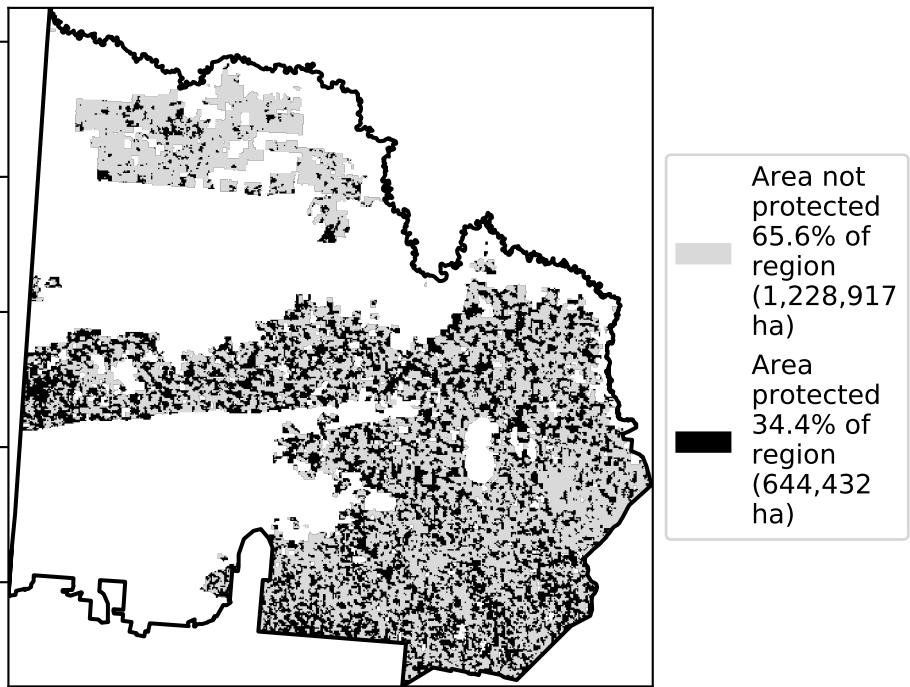 Area not
protected
65.6% of
region
(1,228,917
ha)
Area
protected
34.4% of
region
(644,432
ha)